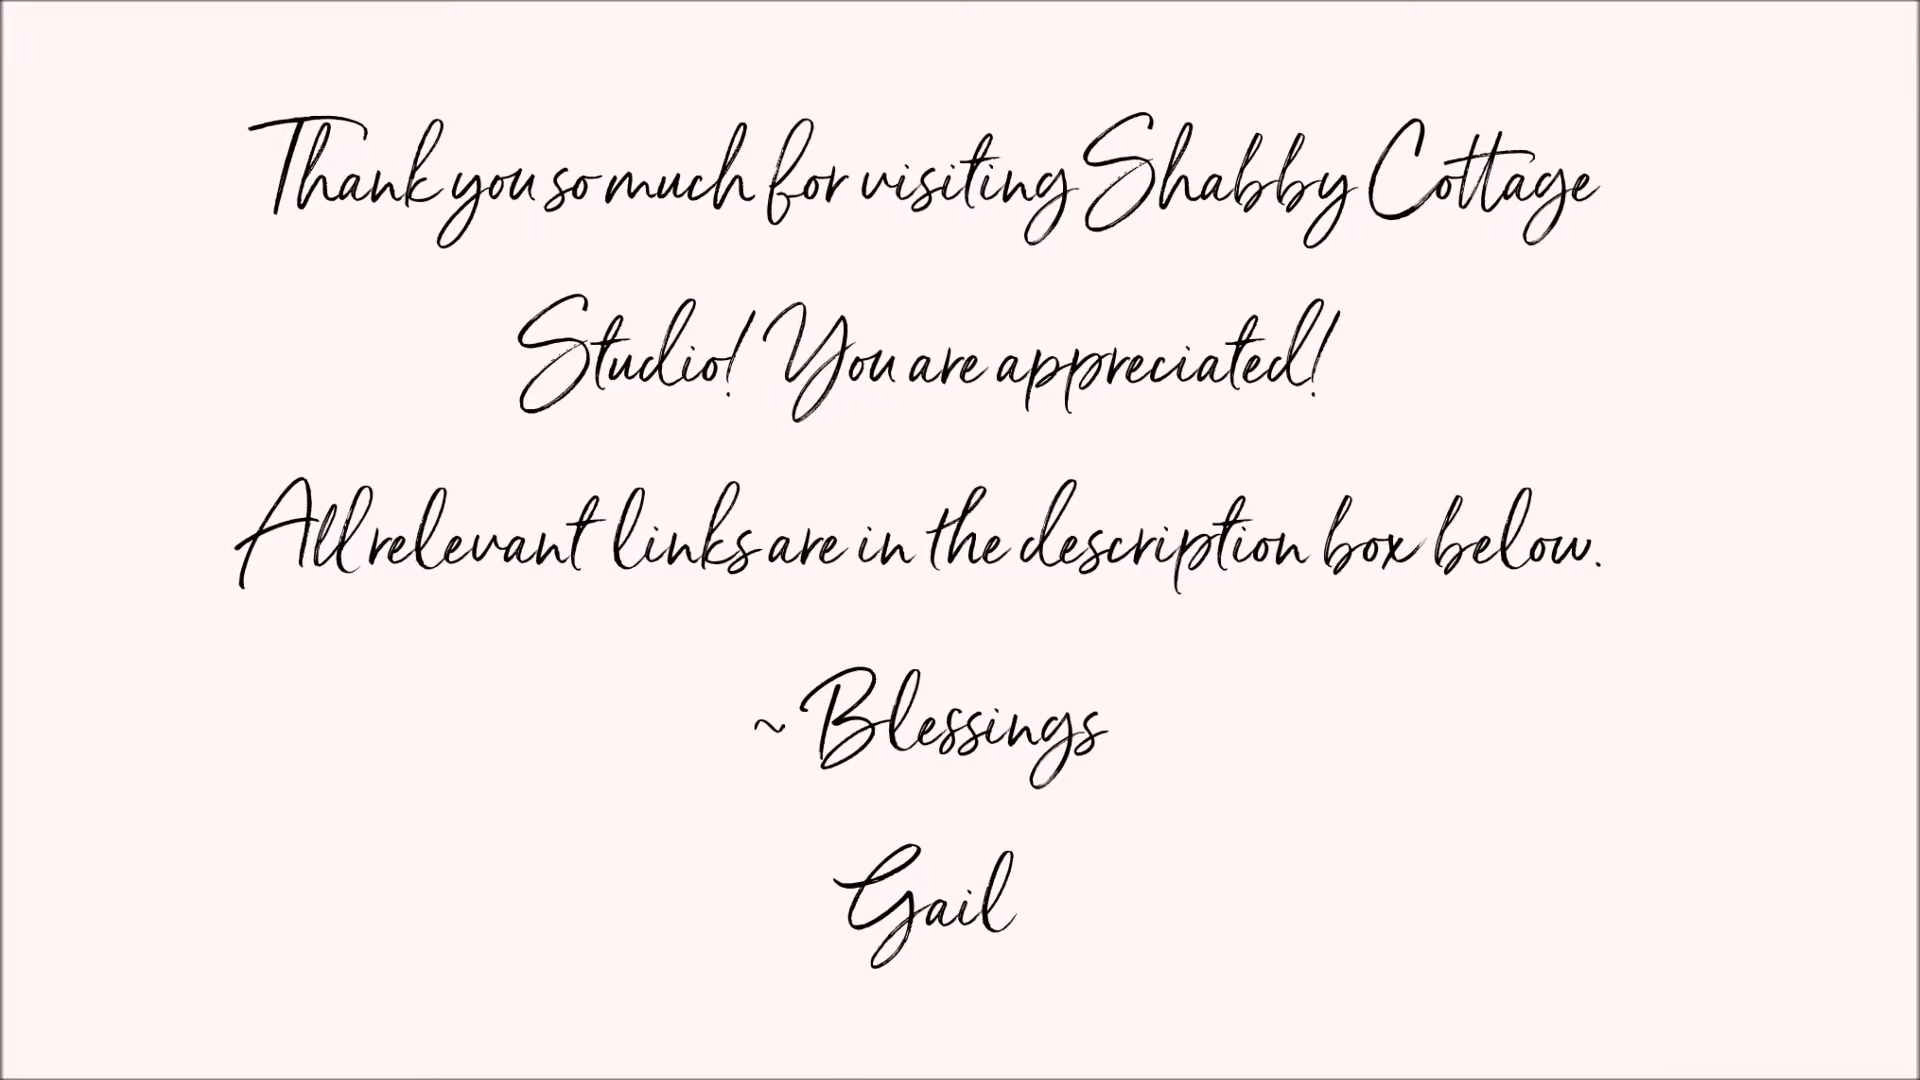 Thank you so much for visiting Shabby Cottage
Studio! You are appreciated!
All relevant links are in the description box below.
~ Blessings
Gail